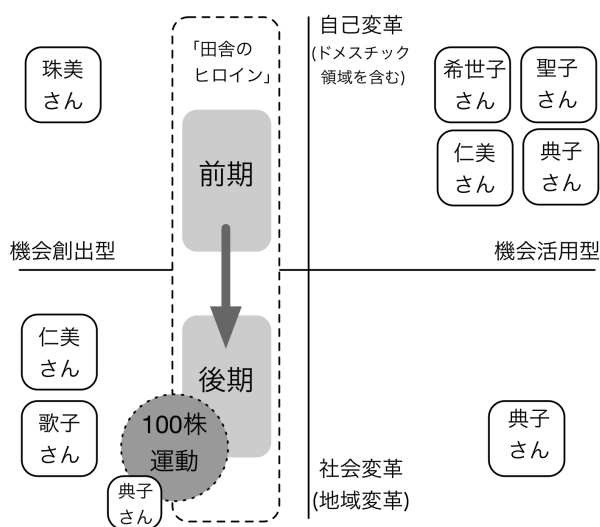 自己変革
(ドメスチック
領域を含む)
「田舎の
ヒロイン」
珠美
さん
希世子
さん
聖子
さん
仁美
さん
典子
さん
前期
機会創出型
機会活用型
仁美
さん
後期
歌子
さん
100株
運動
典子
さん
典子
さん
社会変革
(地域変革)